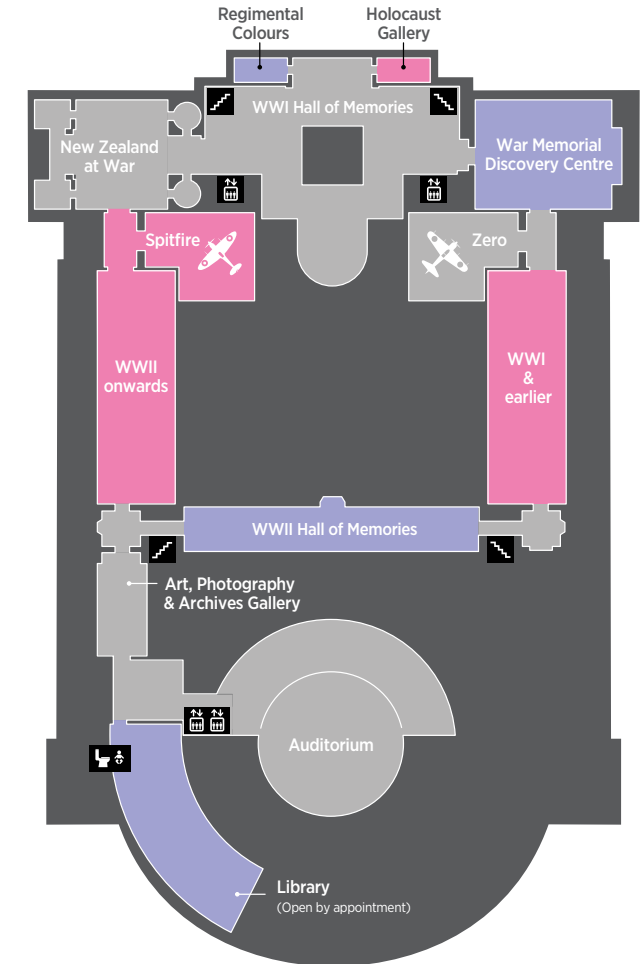 Regimental
Colours
Holocaust
Gallery
WWI Hall of Memories
New Zealand
at War
War Memorial
Discovery Centre
Spitfire
Zero
WWII
onwards
WWI
&
earlier
WWII Hall of Memories
Art, Photography
& Archives Gallery
Auditorium
Library
(Open by appointment)